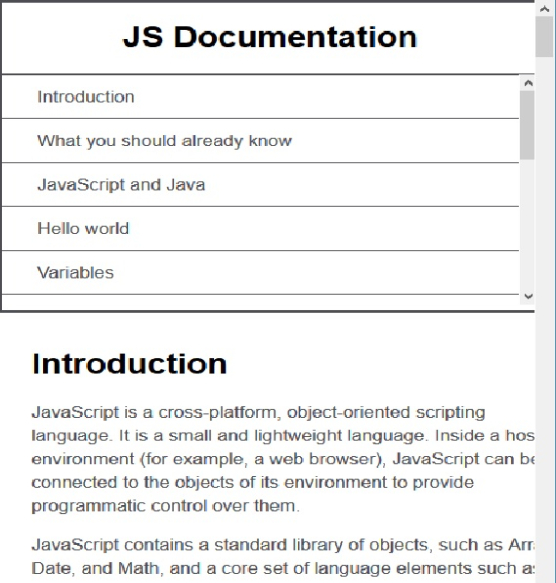 JS Documentation
Introduction
What you should already know
JavaScript and Java
Hello world
Variables
Introduction
JavaScript is a cross-platform, object-oriented scripting
language. It is a small and lightweight language. Inside a hos
environment (for example, a web browser), JavaScript can be
connected to the objects of its environment to provide
programmatic control over them.
JavaScript contains a standard library of objects, such as Arr
Date, and Math, and a core set of language elements such as